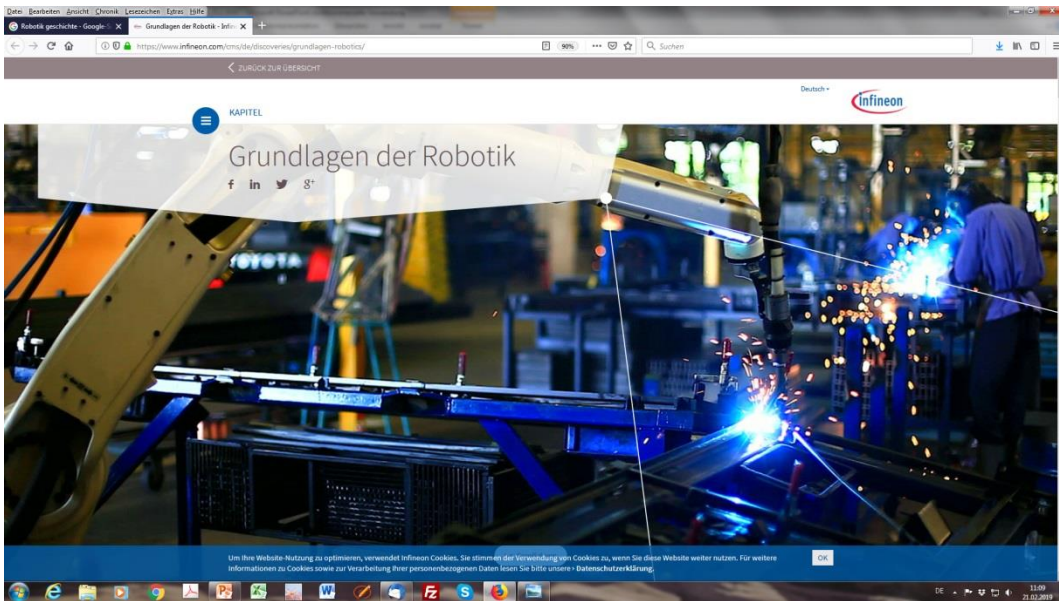 Datei Bearbeiten Ansicht Chronik Lesezeichen Extras Hilfe
Robotik geschichte - Google-S
Grundlagen der Robotik - Infin
https://www.infineon.com/cms/de/discoveries/grundlagen-robotics/
90%
Suchen
ZURÜCK ZUR ÜBERSICHT
Deutsch
infineon
KAPITEL
Grundlagen der Robotik
f in g+
TOYOTA
Um Ihre Website-Nutzung zu optimieren, verwendet Infineon Cookies. Sie stimmen der Verwendung von Cookies zu, wenn Sie diese Website weiter nutzen. Für weitere
Informationen zu Cookies sowie zur Verarbeitung Ihrer personenbezogenen Daten lesen Sie bitte unsere › Datenschutzerklärung.
OK
DE
11:09
21.02.2019